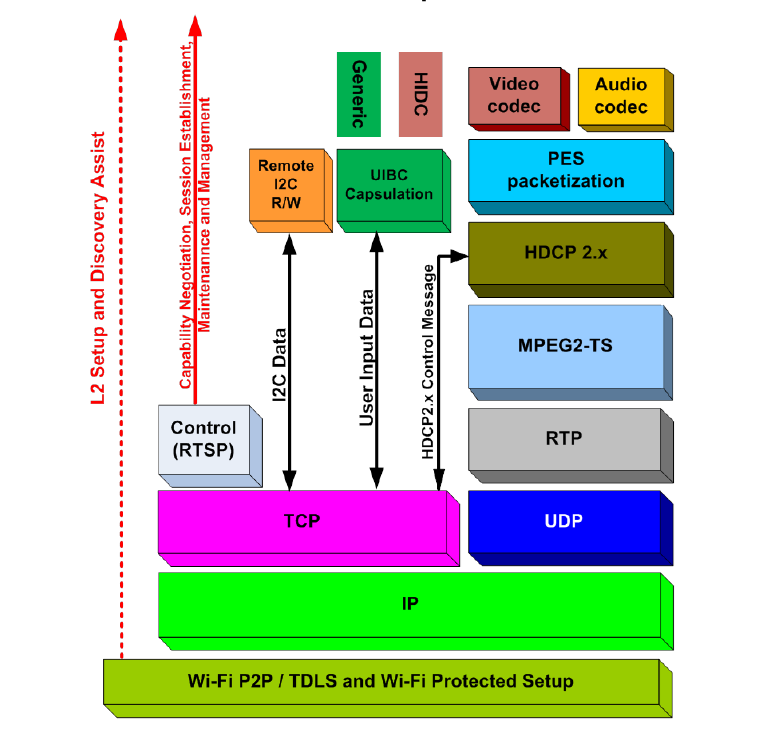 L2 Setup and Discovery Assist
Capability Negotiation, Session Establishment,
Maintenannce and Management
Generic
HIDC
Video
codec
Audio
codec
Remote
I2C
R/W
UIBC
Capsulation
PES
packetization
HDCP 2.x
I2C Data
User Input Data
HDCP2.x Control Message
MPEG2-TS
Control
(RTSP)
RTP
TCP
UDP
IP
Wi-Fi P2P / TDLS and Wi-Fi Protected Setup